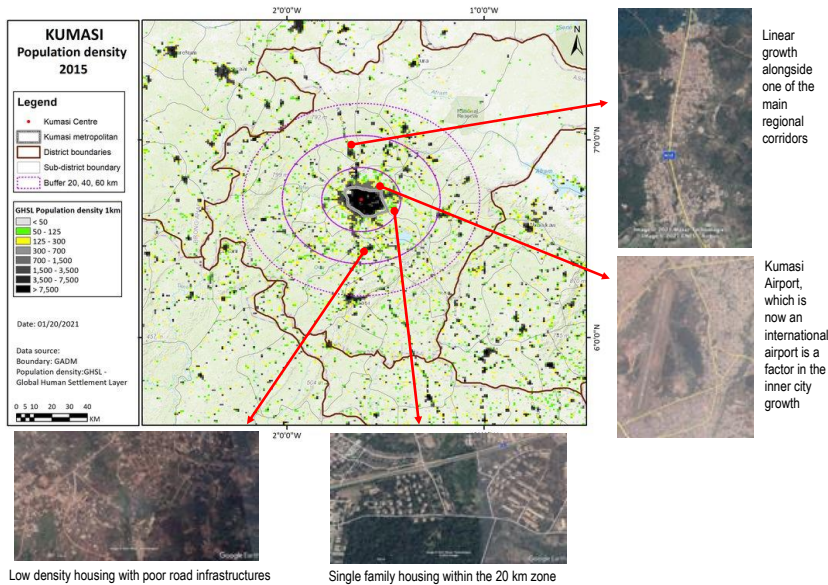 KUMASI
Population density
2015
Legend
Kumasi Centre
Kumasi metropolitan
District boundaries
Sub-district boundary
Buffer 20, 40, 60 km
GHSL Population density 1km
< 50
50 - 125
125 - 300
300 - 700
700 - 1,500
1,500 - 3,500
3,500 - 7,500
> 7,500
Date: 01/20/2021
Data source:
Boundary: GADM
Population density:GHSL -
Global Human Settlement Layer
0 5 10 20 30 40
KM
2°0'0"W 1°0'0"W
N
7°0'0"N
6°0'0"N
2°0'0"W 1°0'0"W
Linear
growth
alongside
one of the
main
regional
corridors
Kumasi
Airport,
which is
now an
international
airport is a
factor in the
inner city
growth
Google Earth
Google Earth
Low density housing with poor road infrastructures
Single family housing within the 20 km zone